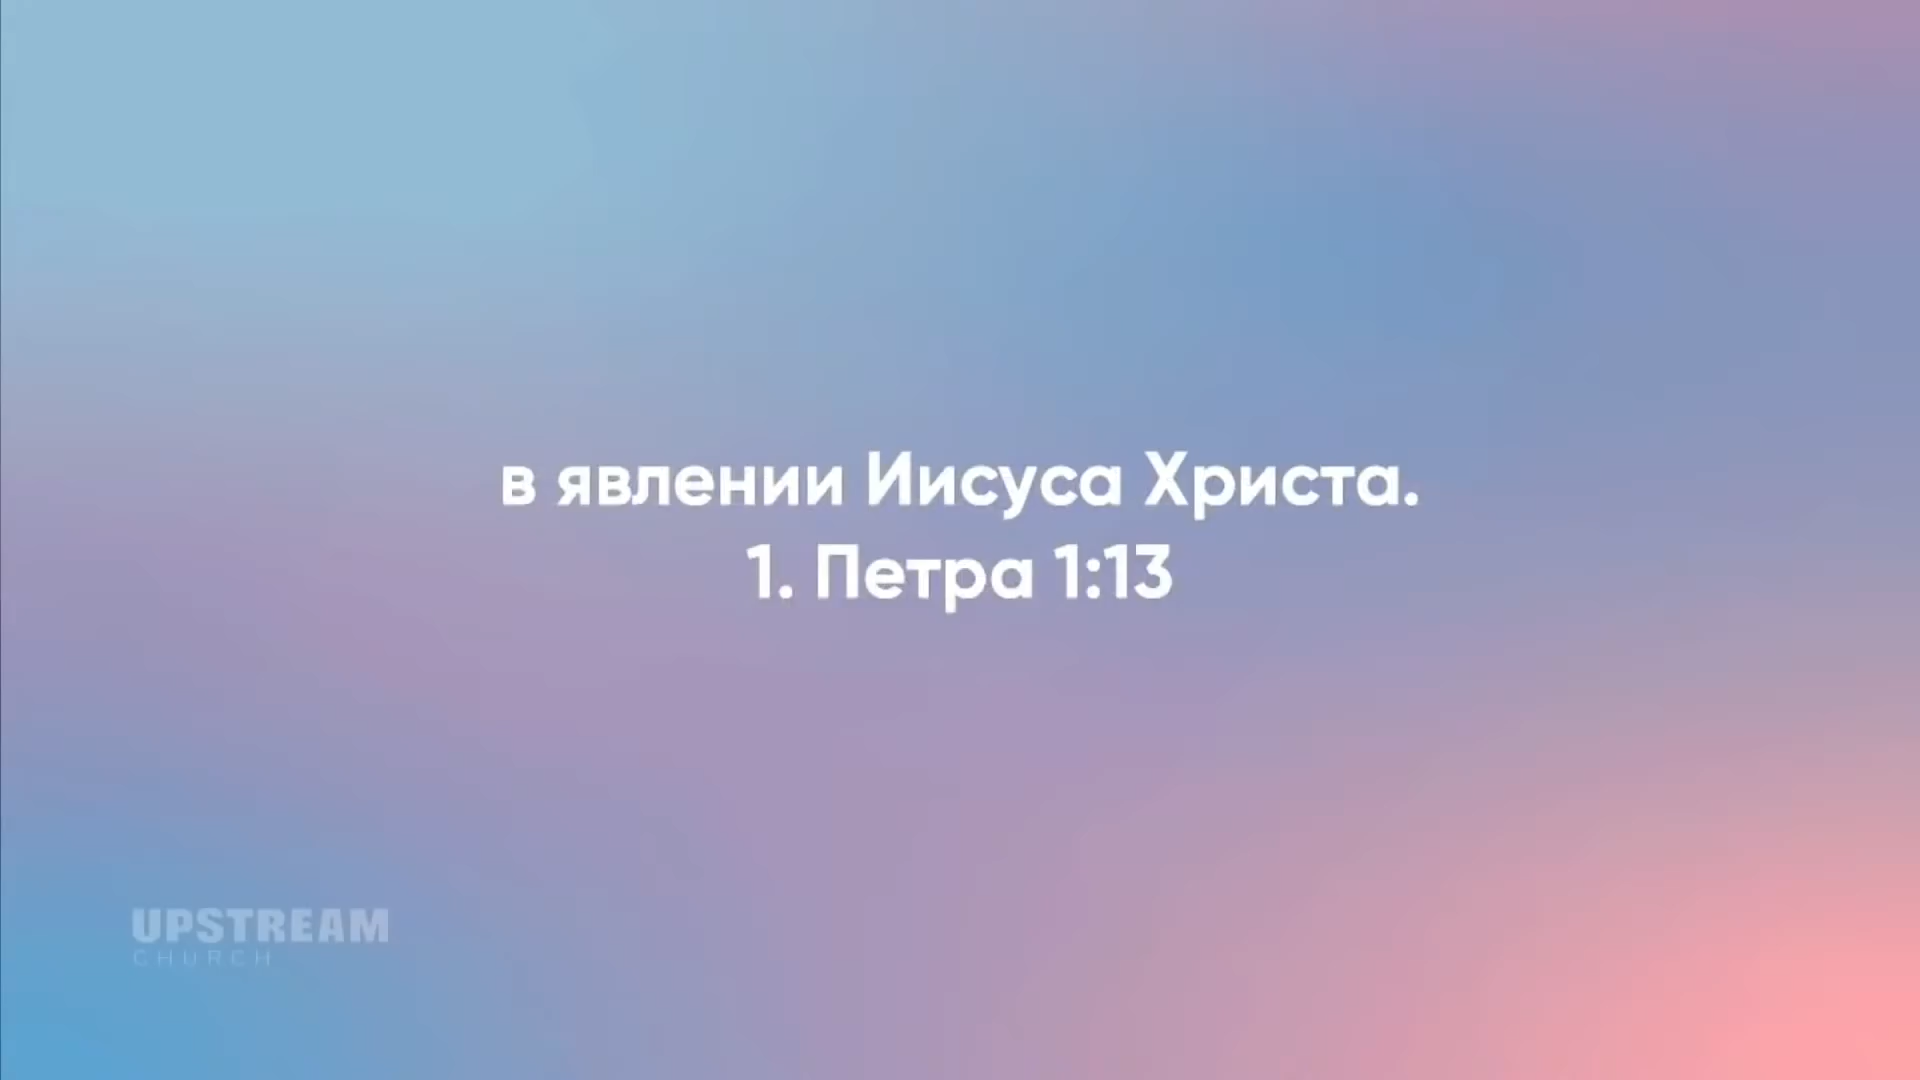 в явлении Иисуса Христа.
1. Петра 1:13
UPSTREAM
CHURCH